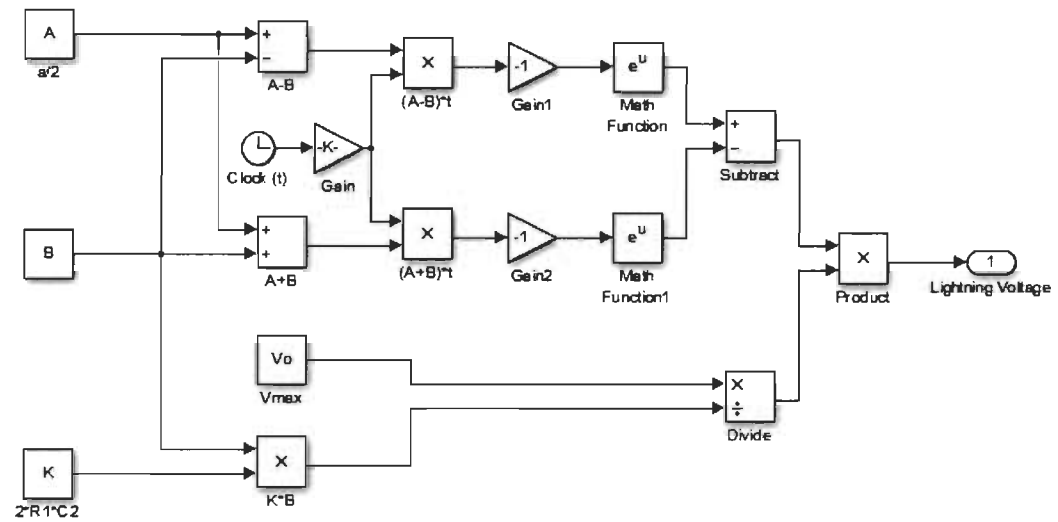 A
a/2
+
−
A-B
×
(A-B)*t
-1
Gain1
e^u
Math
Function
Clock (t)
-K-
Gain
+
−
Subtract
B
+
+
A+B
×
(A+B)*t
-1
Gain2
e^u
Math
Function1
×
Product
1
Lightning Voltage
Vo
Vmax
×
÷
Divide
K
2*R1*C2
×
K*B